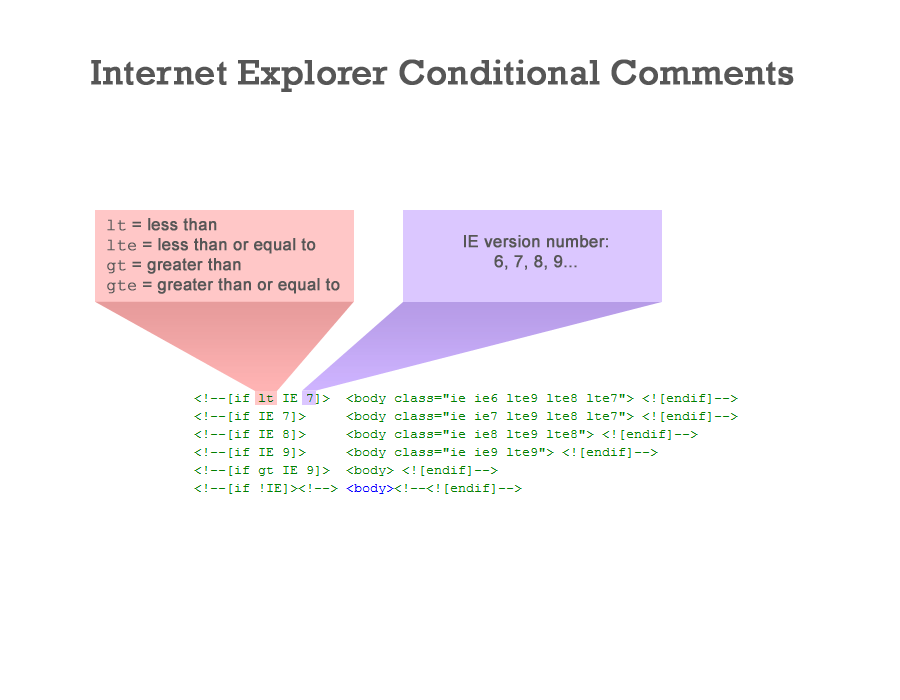 Internet Explorer Conditional Comments
lt = less than
lte = less than or equal to
gt = greater than
gte = greater than or equal to
IE version number:
6, 7, 8, 9...
<!--[if lt IE 7]>  <body class="ie ie6 lte9 lte8 lte7"> <![endif]-->
<!--[if IE 7]>     <body class="ie ie7 lte9 lte8 lte7"> <![endif]-->
<!--[if IE 8]>     <body class="ie ie8 lte9 lte8"> <![endif]-->
<!--[if IE 9]>     <body class="ie ie9 lte9"> <![endif]-->
<!--[if gt IE 9]>  <body> <![endif]-->
<!--[if !IE]><!--> <body><!--<![endif]-->